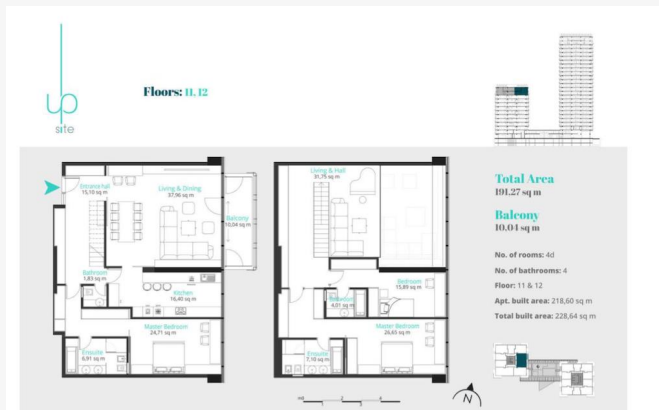 up
site
Floors: 11, 12
Entrance hall
15,10 sq m
Living & Dining
37,96 sq m
Balcony
10,04 sq m
Bathroom
1,83 sq m
Kitchen
16,40 sq m
Master Bedroom
24,71 sq m
Ensuite
6,91 sq m
Living & Hall
31,75 sq m
Bedroom
15,89 sq m
4,01 sq m
Master Bedroom
26,65 sq m
Ensuite
7,10 sq m
Total Area
191,27 sq m
Balcony
10,04 sq m
No. of rooms: 4d
No. of bathrooms: 4
Floor: 11 & 12
Apt. built area: 218,60 sq m
Total built area: 228,64 sq m
N